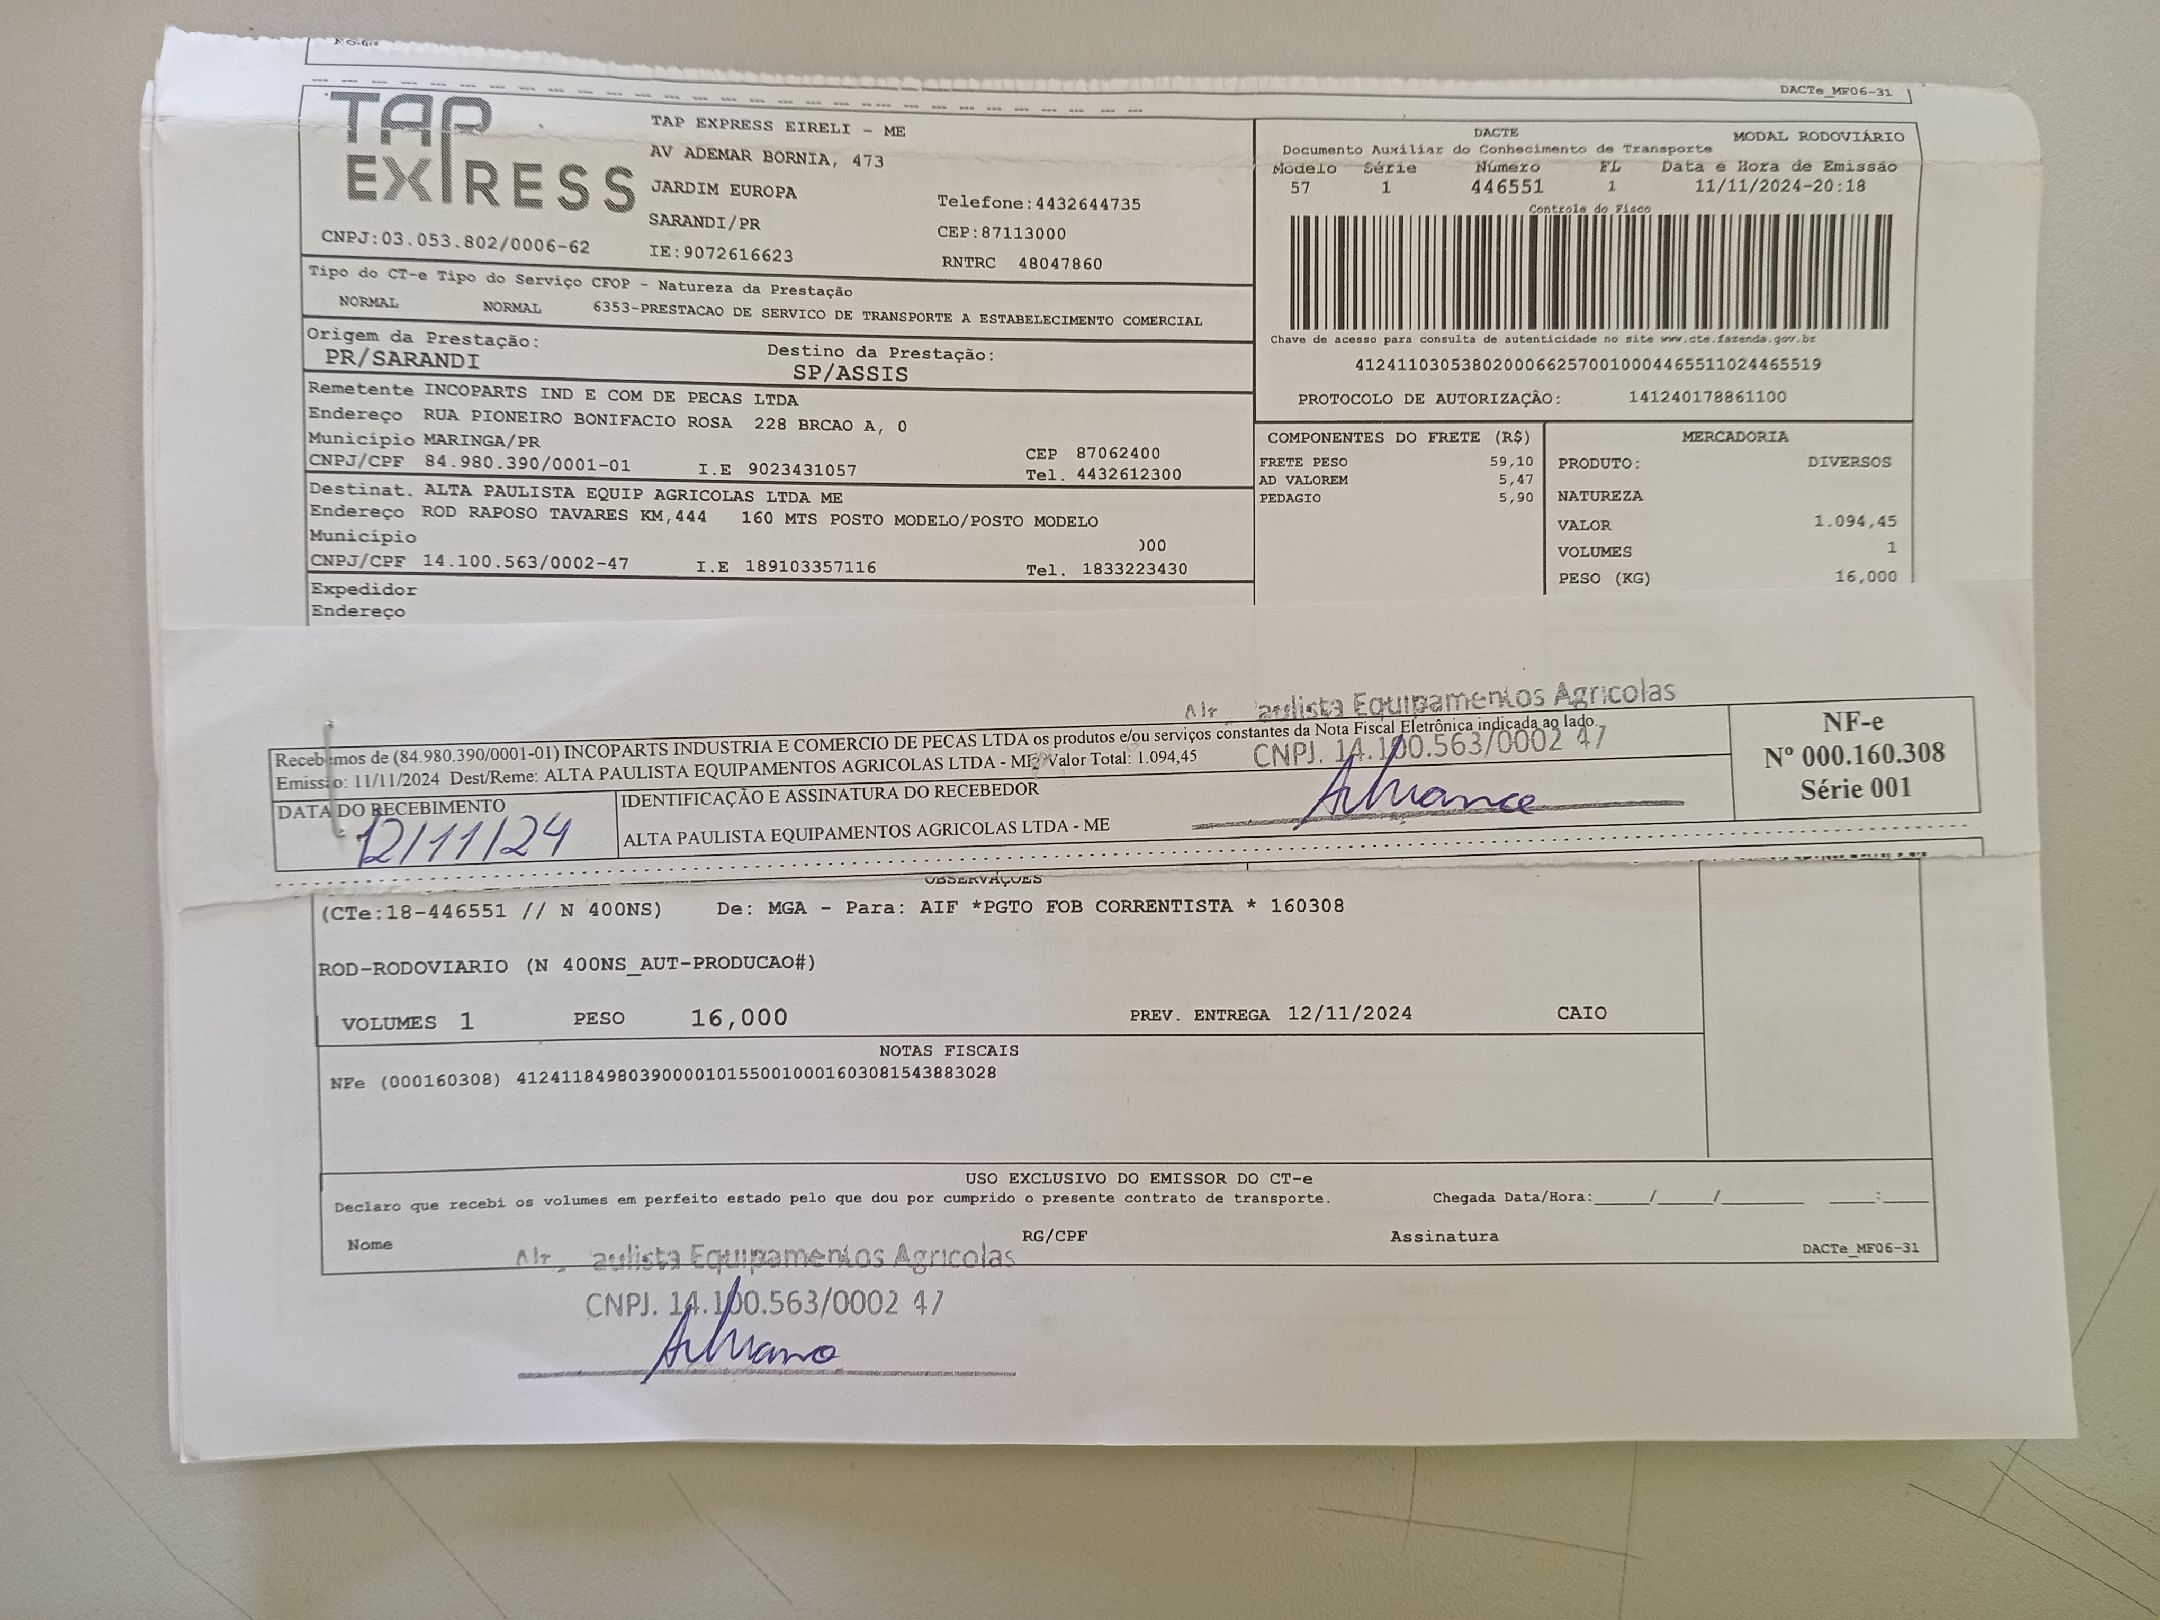 DACTe_MF06-31
TAP
EXPRESS
CNPJ:03.053.802/0006-62
TAP EXPRESS EIRELI - ME
AV ADEMAR BORNIA, 473
JARDIM EUROPA
SARANDI/PR
IE:9072616623
Telefone:4432644735
CEP:87113000
RNTRC 48047860
DACTE
MODAL RODOVIÁRIO
Documento Auxiliar do Conhecimento de Transporte
Modelo Série Número FL Data e Hora de Emissão
57 1 446551 1 11/11/2024-20:18
Controle do Fisco
Chave de acesso para consulta de autenticidade no site www.cte.fazenda.gov.br
41241103053802000662570010004465511024465519
PROTOCOLO DE AUTORIZAÇÃO: 141240178861100
Tipo do CT-e Tipo do Serviço CFOP - Natureza da Prestação
NORMAL NORMAL 6353-PRESTACAO DE SERVICO DE TRANSPORTE A ESTABELECIMENTO COMERCIAL
Origem da Prestação: Destino da Prestação:
PR/SARANDI SP/ASSIS
Remetente INCOPARTS IND E COM DE PECAS LTDA
Endereço RUA PIONEIRO BONIFACIO ROSA 228 BRCAO A, 0
Município MARINGA/PR CEP 87062400
CNPJ/CPF 84.980.390/0001-01 I.E 9023431057 Tel. 4432612300
Destinat. ALTA PAULISTA EQUIP AGRICOLAS LTDA ME
Endereço ROD RAPOSO TAVARES KM,444 160 MTS POSTO MODELO/POSTO MODELO
Município 00
CNPJ/CPF 14.100.563/0002-47 I.E 189103357116 Tel. 1833223430
Expedidor
Endereço
COMPONENTES DO FRETE (R$)
FRETE PESO 59,10
AD VALOREM 5,47
PEDAGIO 5,90
MERCADORIA
PRODUTO: DIVERSOS
NATUREZA
VALOR 1.094,45
VOLUMES 1
PESO (KG) 16,000
aulista Equipamentos Agricolas
CNPJ. 14.100.563/0002 47
Recebemos de (84.980.390/0001-01) INCOPARTS INDUSTRIA E COMERCIO DE PECAS LTDA os produtos e/ou serviços constantes da Nota Fiscal Eletrônica indicada ao lado.
Emissão: 11/11/2024 Dest/Reme: ALTA PAULISTA EQUIPAMENTOS AGRICOLAS LTDA - ME Valor Total: 1.094,45
DATA DO RECEBIMENTO
12/11/24
IDENTIFICAÇÃO E ASSINATURA DO RECEBEDOR
ALTA PAULISTA EQUIPAMENTOS AGRICOLAS LTDA - ME
NF-e
Nº 000.160.308
Série 001
OBSERVAÇÕES
(CTe:18-446551 // N 400NS) De: MGA - Para: AIF *PGTO FOB CORRENTISTA * 160308
ROD-RODOVIARIO (N 400NS_AUT-PRODUCAO#)
VOLUMES 1 PESO 16,000 PREV. ENTREGA 12/11/2024 CAIO
NOTAS FISCAIS
NFe (000160308) 41241184980390000101550010001603081543883028
USO EXCLUSIVO DO EMISSOR DO CT-e
Declaro que recebi os volumes em perfeito estado pelo que dou por cumprido o presente contrato de transporte. Chegada Data/Hora:____/____/______ ___:___
Nome RG/CPF Assinatura
DACTe_MF06-31
aulista Equipamentos Agricolas
CNPJ. 14.100.563/0002 47